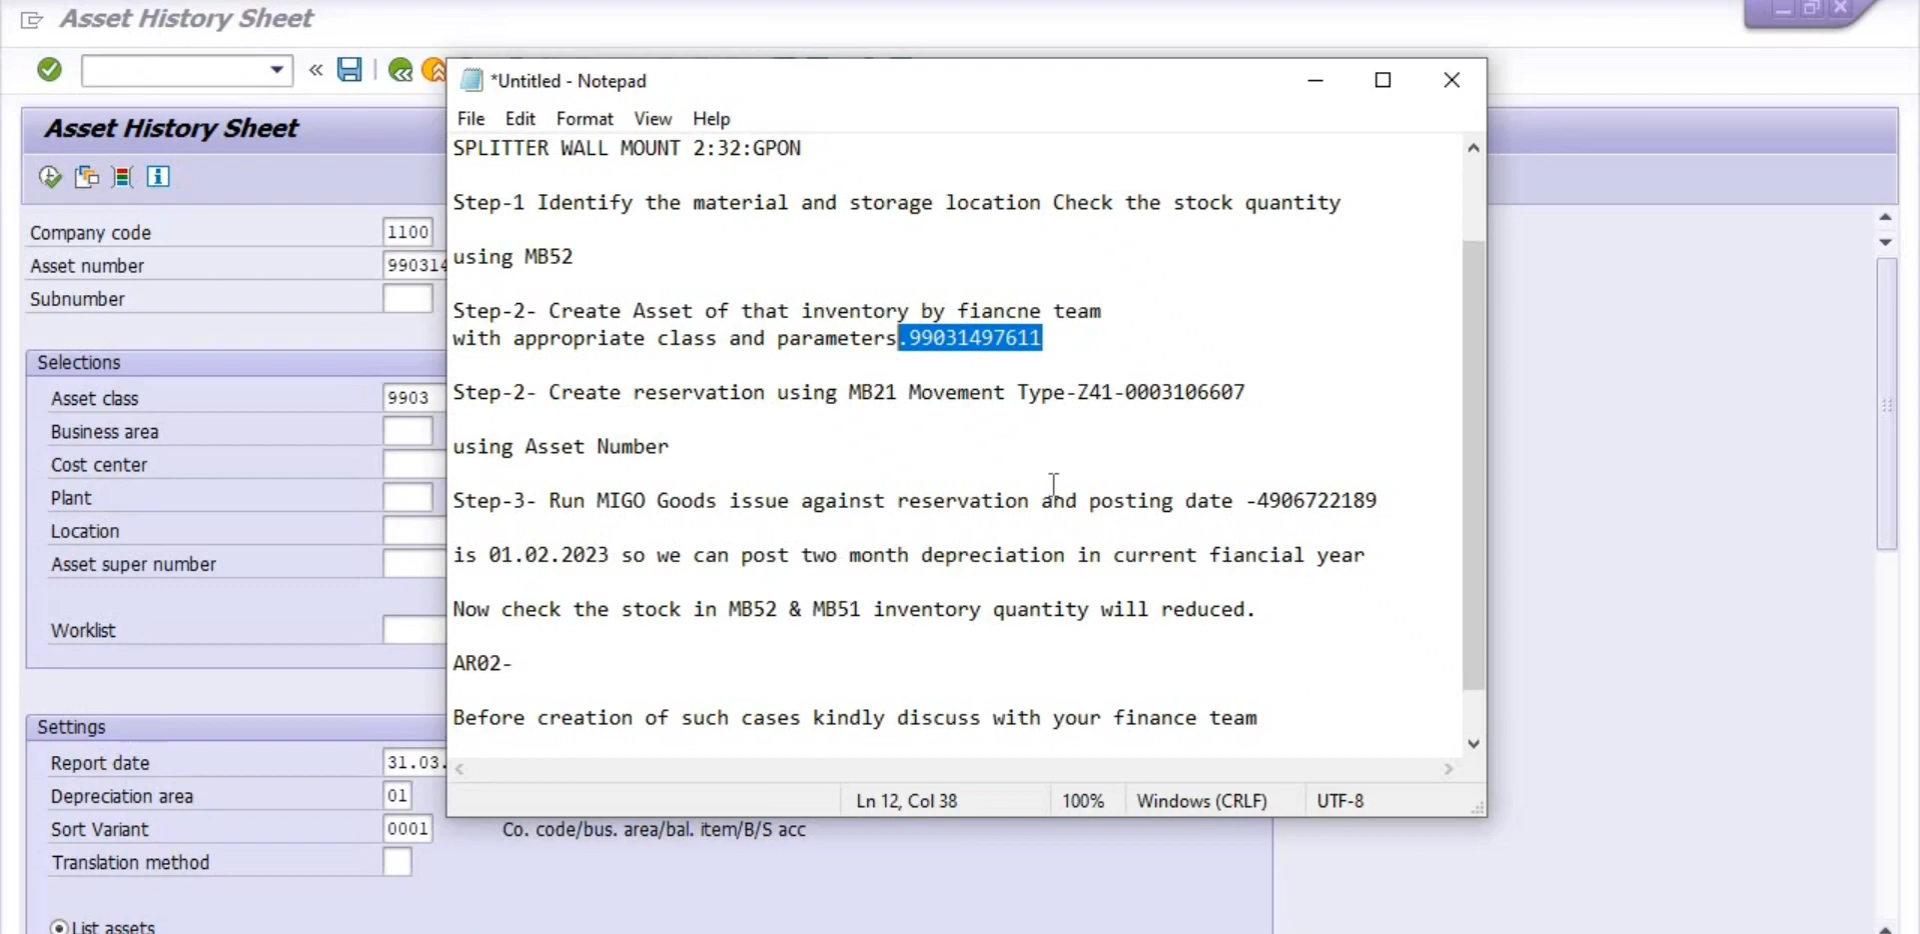 Asset History Sheet
*Untitled - Notepad
File Edit Format View Help
Asset History Sheet
SPLITTER WALL MOUNT 2:32:GPON
Step-1 Identify the material and storage location Check the stock quantity
using MB52
Step-2- Create Asset of that inventory by fiancne team
with appropriate class and parameters.99031497611
Step-2- Create reservation using MB21 Movement Type-Z41-0003106607
using Asset Number
Step-3- Run MIGO Goods issue against reservation and posting date -4906722189
is 01.02.2023 so we can post two month depreciation in current fiancial year
Now check the stock in MB52 & MB51 inventory quantity will reduced.
AR02-
Before creation of such cases kindly discuss with your finance team
Ln 12, Col 38 100% Windows (CRLF) UTF-8
Company code 1100
Asset number 990314
Subnumber
Selections
Asset class 9903
Business area
Cost center
Plant
Location
Asset super number
Worklist
Settings
Report date 31.03.
Depreciation area 01
Sort Variant 0001 Co. code/bus. area/bal. item/B/S acc
Translation method
List assets